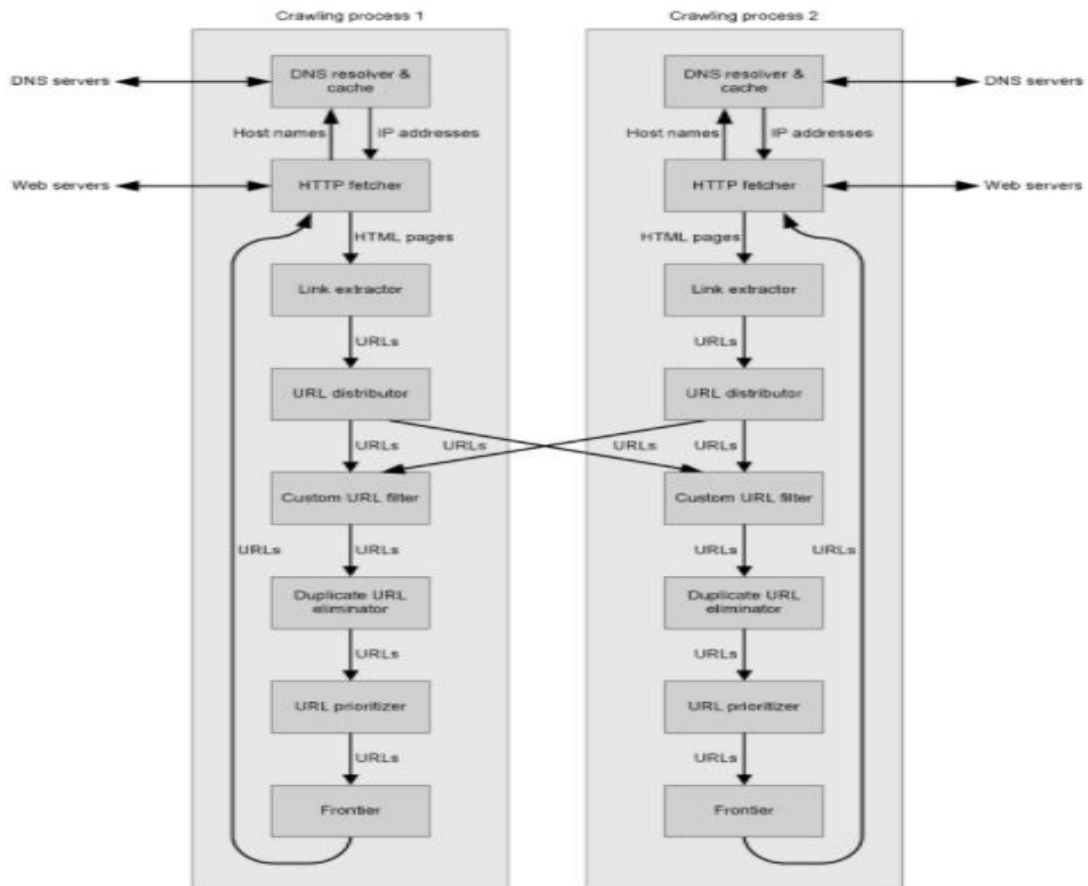 Crawling process 1
Crawling process 2
DNS servers
DNS resolver &
cache
DNS resolver &
cache
DNS servers
Host names
IP addresses
Host names
IP addresses
Web servers
HTTP fetcher
HTTP fetcher
Web servers
HTML pages
HTML pages
Link extractor
Link extractor
URLs
URLs
URL distributor
URL distributor
URLs
URLs
URLs
URLs
Custom URL filter
Custom URL filter
URLs
URLs
URLs
URLs
Duplicate URL
eliminator
Duplicate URL
eliminator
URLs
URLs
URL prioritizer
URL prioritizer
URLs
URLs
Frontier
Frontier